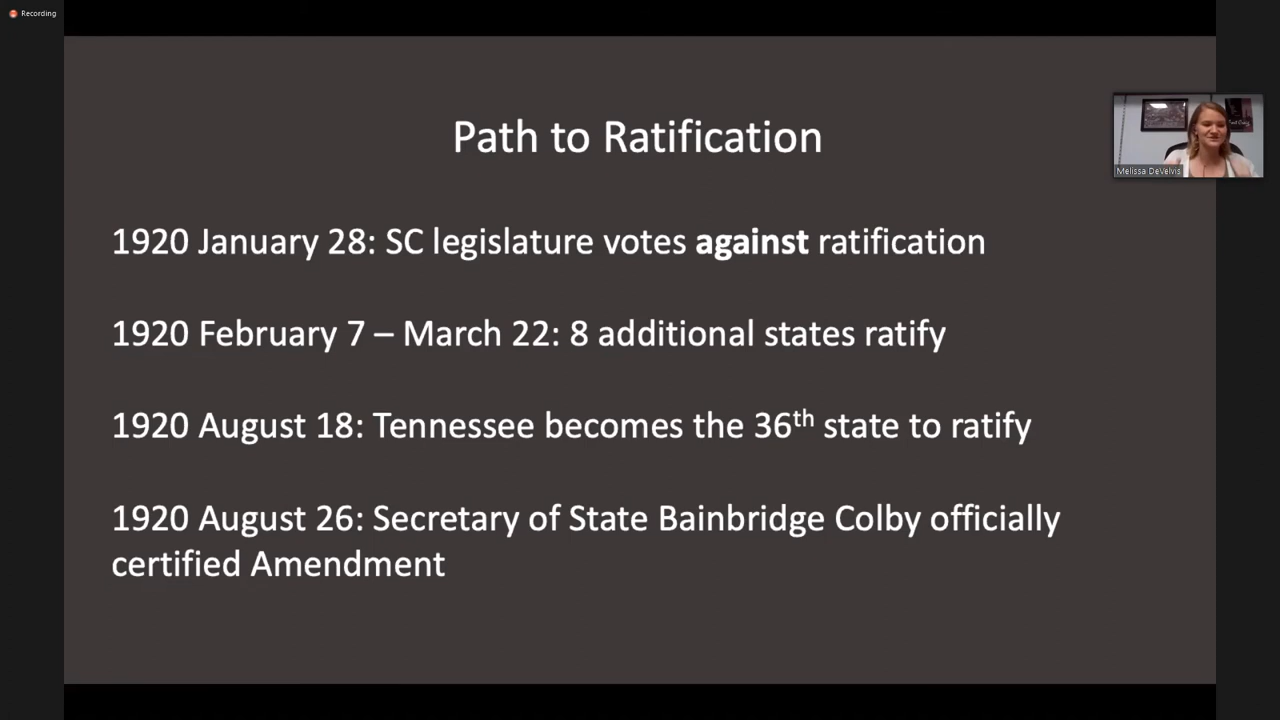 Recording
Path to Ratification
Melissa DeVelvis
1920 January 28: SC legislature votes against ratification
1920 February 7 – March 22: 8 additional states ratify
1920 August 18: Tennessee becomes the 36th state to ratify
1920 August 26: Secretary of State Bainbridge Colby officially
certified Amendment